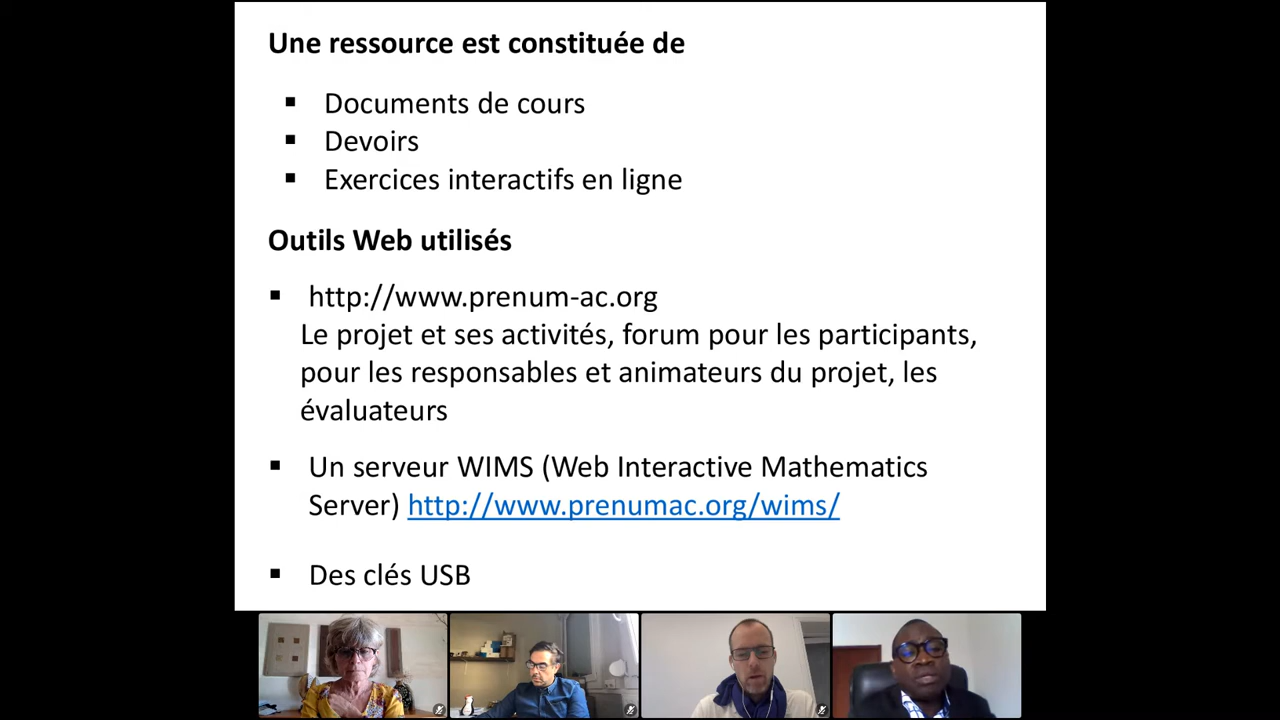 Une ressource est constituée de
▪ Documents de cours
▪ Devoirs
▪ Exercices interactifs en ligne
Outils Web utilisés
▪ http://www.prenum-ac.org
Le projet et ses activités, forum pour les participants,
pour les responsables et animateurs du projet, les
évaluateurs
▪ Un serveur WIMS (Web Interactive Mathematics
Server) http://www.prenumac.org/wims/
▪ Des clés USB